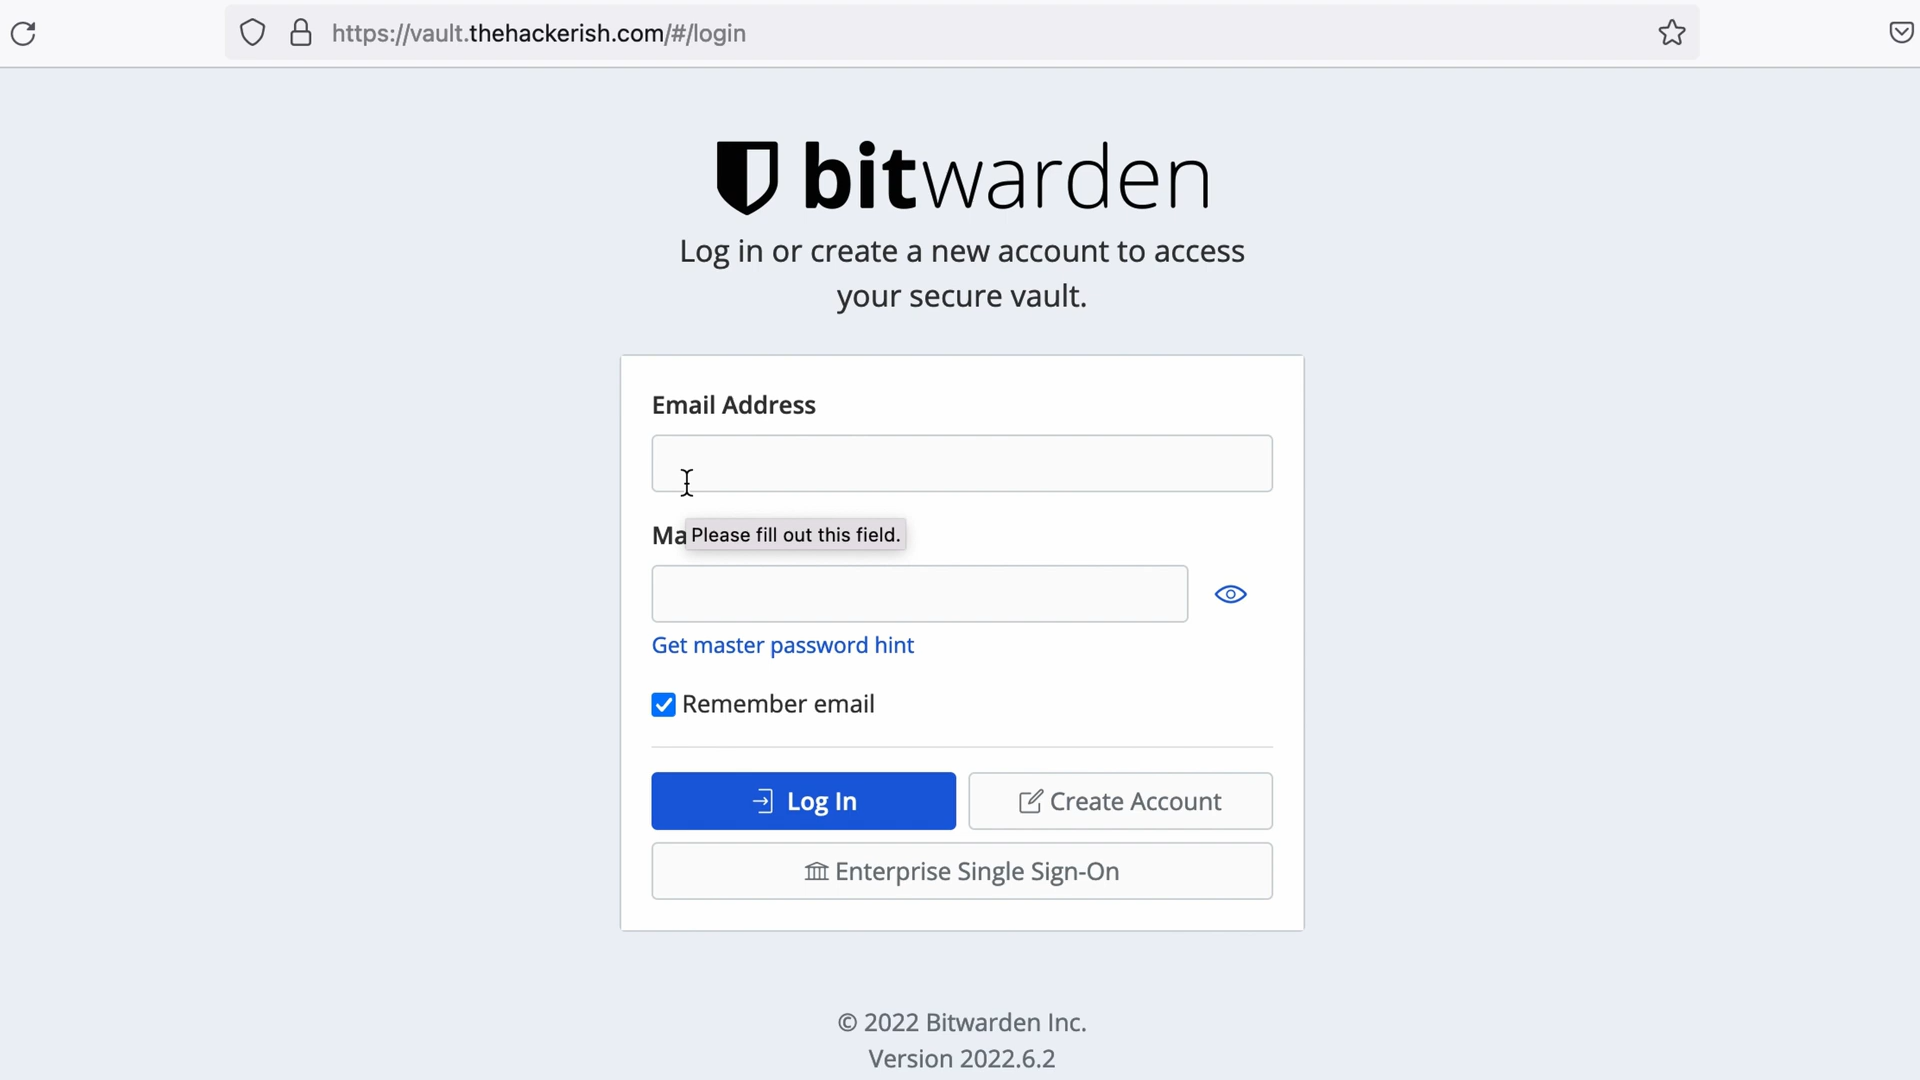 https://vault.thehackerish.com/#/login
bitwarden
Log in or create a new account to access
your secure vault.
Email Address
Ma
Please fill out this field.
Get master password hint
Remember email
Log In
Create Account
Enterprise Single Sign-On
© 2022 Bitwarden Inc.
Version 2022.6.2